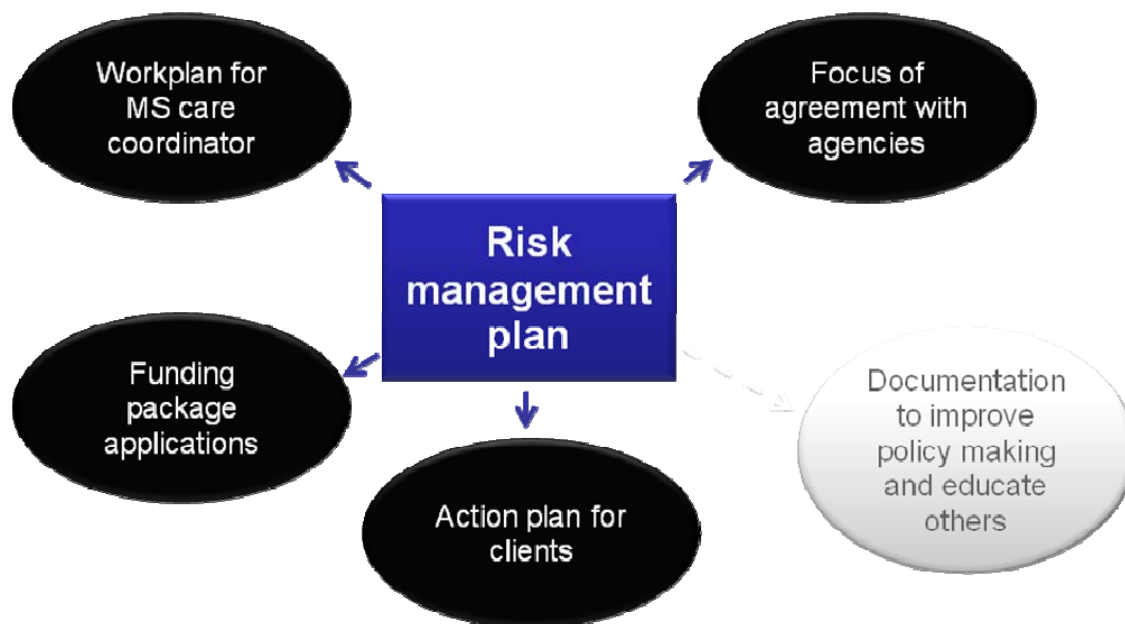 Workplan for
MS care
coordinator
Focus of
agreement with
agencies
Risk
management
plan
Funding
package
applications
Documentation
to improve
policy making
and educate
others
Action plan for
clients